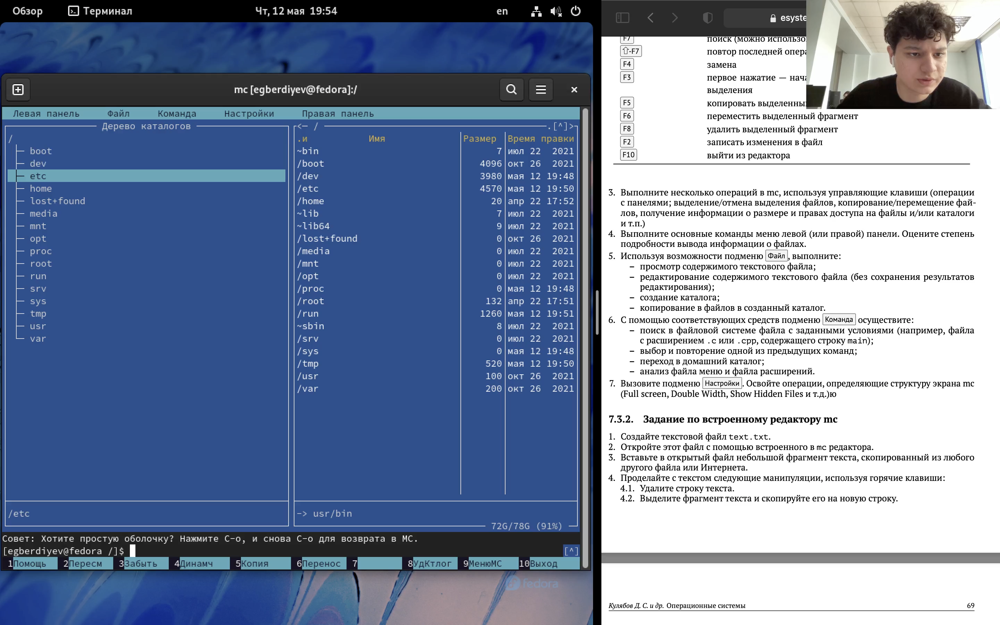 Обзор Терминал Чт, 12 мая 19:54 en
mc [egberdiyev@fedora]:/
Левая панель Файл Команда Настройки Правая панель
Дерево каталогов
/
boot
dev
etc
home
lost+found
media
mnt
opt
proc
root
run
srv
sys
tmp
usr
var
/etc
<— / .[^]>
.и Имя Размер Время правки
~bin 7 июл 22 2021
/boot 4096 окт 26 2021
/dev 3980 мая 12 19:48
/etc 4570 мая 12 19:50
/home 20 апр 22 17:52
~lib 7 июл 22 2021
~lib64 9 июл 22 2021
/lost+found 0 окт 26 2021
/media 0 июл 22 2021
/mnt 0 июл 22 2021
/opt 0 июл 22 2021
/proc 0 мая 12 19:48
/root 132 апр 22 17:51
/run 1260 мая 12 19:51
~sbin 8 июл 22 2021
/srv 0 июл 22 2021
/sys 0 мая 12 19:48
/tmp 520 мая 12 19:50
/usr 100 окт 26 2021
/var 200 окт 26 2021
-> usr/bin
72G/78G (91%)
Совет: Хотите простую оболочку? Нажмите C-o, и снова C-o для возврата в MC.
[egberdiyev@fedora /]$ [^]
1Помощь 2Пересм 3Забыть 4Динамч 5Копия 6Перенос 7 8УдКтлог 9МенюМС 10Выход
fedora
esyste
F7 поиск (можно использо
⇧-F7 повтор последней опер
F4 замена
F3 первое нажатие — нач
выделения
F5 копировать выделенны
F6 переместить выделенный фрагмент
F8 удалить выделенный фрагмент
F2 записать изменения в файл
F10 выйти из редактора
3. Выполните несколько операций в mc, используя управляющие клавиши (операции
с панелями; выделение/отмена выделения файлов, копирование/перемещение фай-
лов, получение информации о размере и правах доступа на файлы и/или каталоги
и т.п.)
4. Выполните основные команды меню левой (или правой) панели. Оцените степень
подробности вывода информации о файлах.
5. Используя возможности подменю Файл, выполните:
– просмотр содержимого текстового файла;
– редактирование содержимого текстового файла (без сохранения результатов
редактирования);
– создание каталога;
– копирование в файлов в созданный каталог.
6. С помощью соответствующих средств подменю Команда осуществите:
– поиск в файловой системе файла с заданными условиями (например, файла
с расширением .c или .cpp, содержащего строку main);
– выбор и повторение одной из предыдущих команд;
– переход в домашний каталог;
– анализ файла меню и файла расширений.
7. Вызовите подменю Настройки. Освойте операции, определяющие структуру экрана mc
(Full screen, Double Width, Show Hidden Files и т.д.)ю
7.3.2. Задание по встроенному редактору mc
1. Создайте текстовой файл text.txt.
2. Откройте этот файл с помощью встроенного в mc редактора.
3. Вставьте в открытый файл небольшой фрагмент текста, скопированный из любого
другого файла или Интернета.
4. Проделайте с текстом следующие манипуляции, используя горячие клавиши:
4.1. Удалите строку текста.
4.2. Выделите фрагмент текста и скопируйте его на новую строку.
Кулябов Д. С. и др. Операционные системы 69